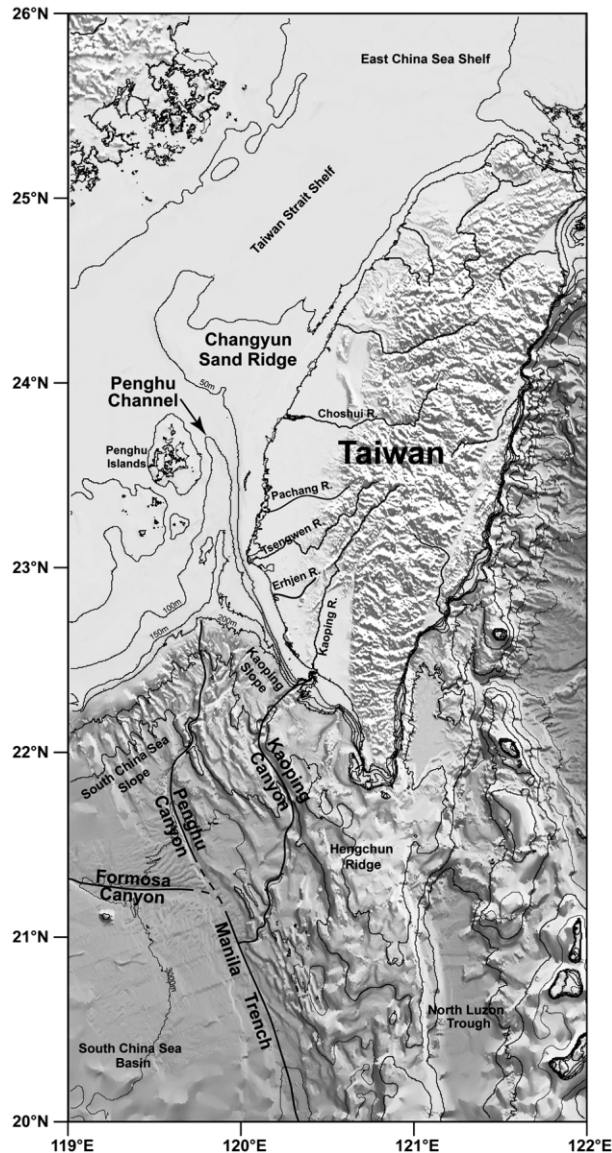 26°N
East China Sea Shelf
25°N
Taiwan Strait Shelf
Changyun
Sand Ridge
24°N
50m
Penghu
Channel
Choshui R.
Taiwan
Penghu
Islands
Pachang R.
Tsengwen R.
23°N
Erhjen R.
100m
150m
200m
Kaoping R.
Kaoping
Slope
22°N
South China Sea
Slope
Kaoping
Canyon
Penghu
Canyon
Hengchun
Ridge
Formosa
Canyon
21°N
Manila
Trench
3000m
North Luzon
Trough
South China Sea
Basin
20°N
119°E
120°E
121°E
122°E